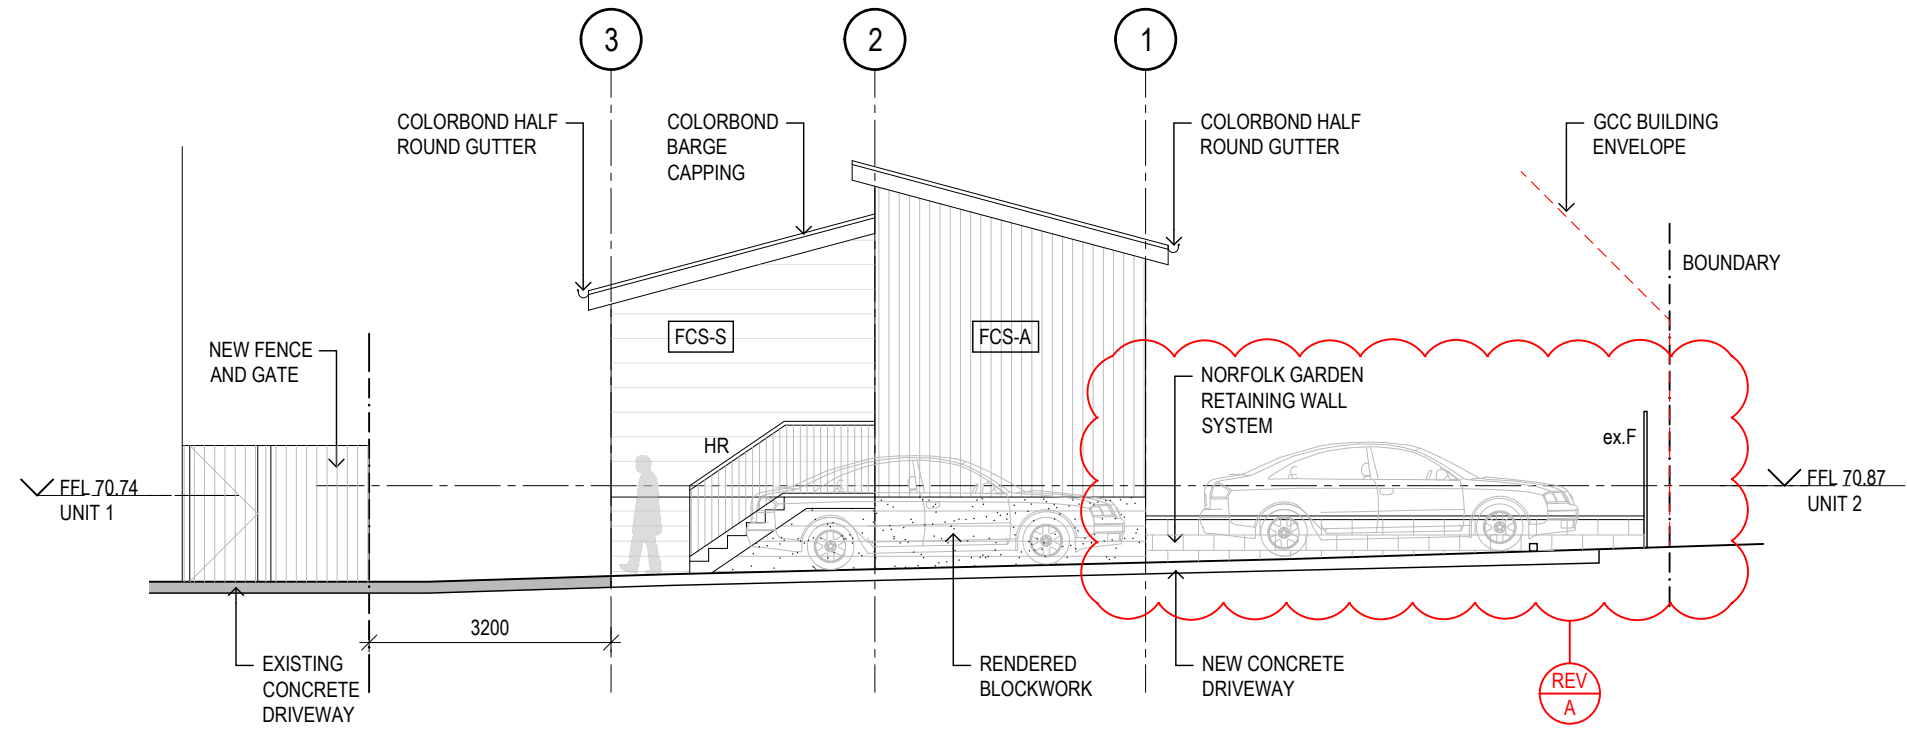 3
2
1
COLORBOND HALF
ROUND GUTTER
COLORBOND
BARGE
CAPPING
COLORBOND HALF
ROUND GUTTER
GCC BUILDING
ENVELOPE
BOUNDARY
FCS-S
FCS-A
NEW FENCE
AND GATE
NORFOLK GARDEN
RETAINING WALL
SYSTEM
HR
ex.F
FFL 70.74
UNIT 1
FFL 70.87
UNIT 2
3200
EXISTING
CONCRETE
DRIVEWAY
RENDERED
BLOCKWORK
NEW CONCRETE
DRIVEWAY
REV
A